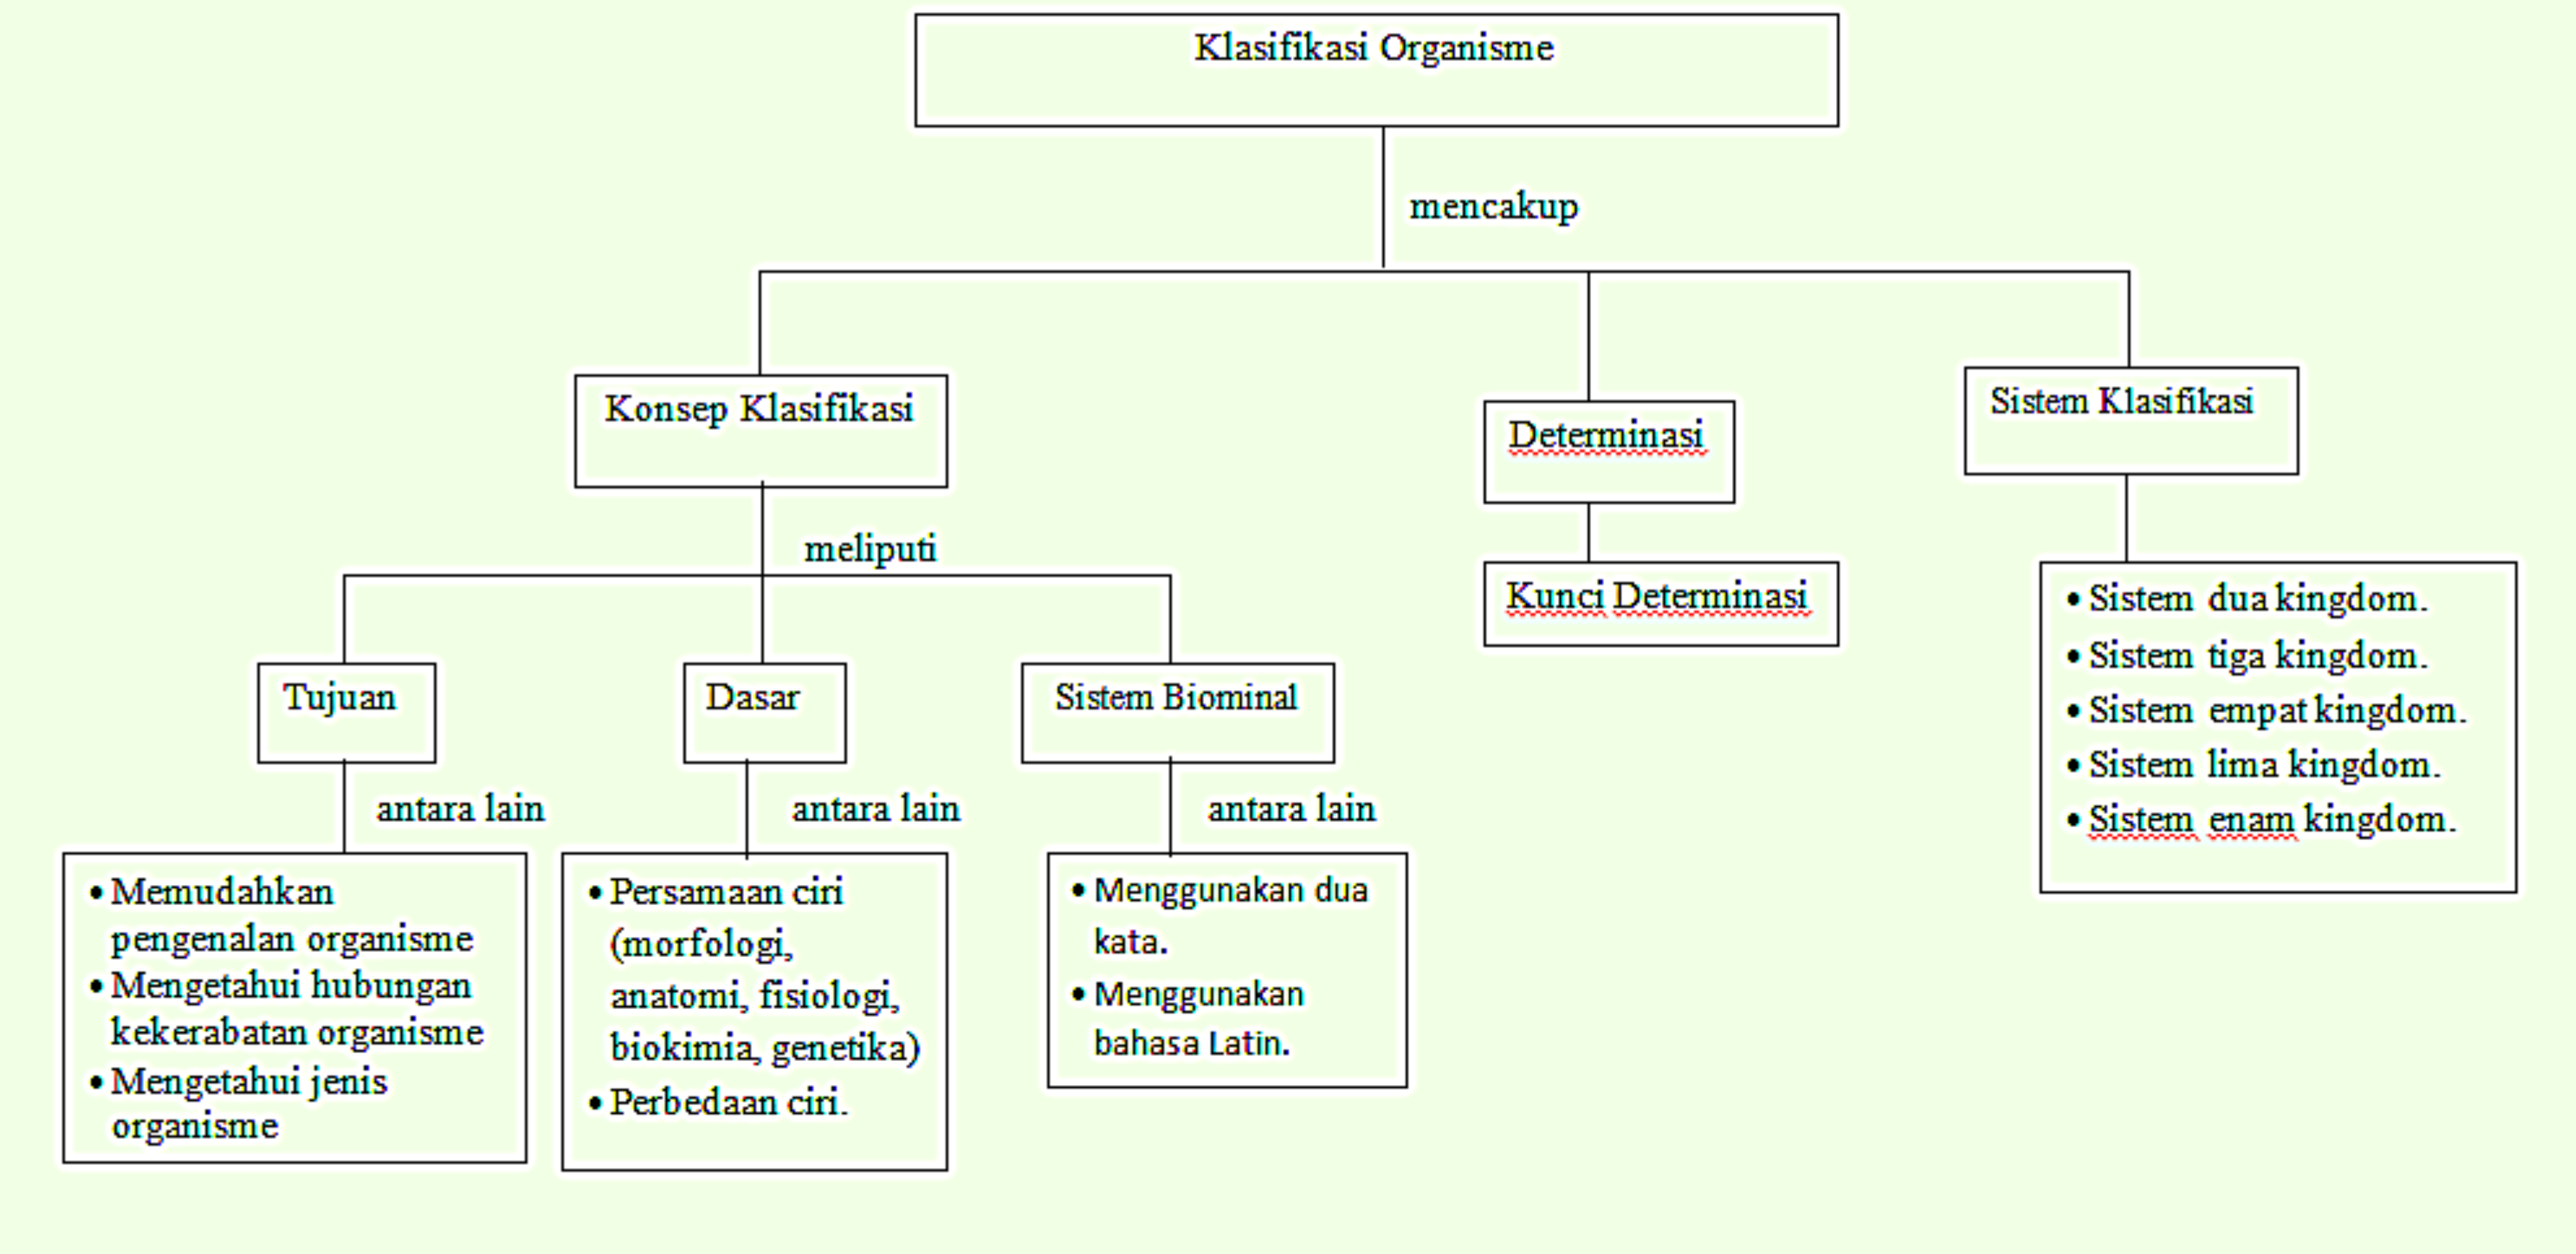 Klasifikasi Organisme
mencakup
Konsep Klasifikasi
Determinasi
Sistem Klasifikasi
meliputi
Kunci Determinasi
• Sistem dua kingdom.
• Sistem tiga kingdom.
• Sistem empat kingdom.
• Sistem lima kingdom.
• Sistem enam kingdom.
Tujuan
Dasar
Sistem Biominal
antara lain
antara lain
antara lain
• Memudahkan
pengenalan organisme
• Mengetahui hubungan
kekerabatan organisme
• Mengetahui jenis
organisme
• Persamaan ciri
(morfologi,
anatomi, fisiologi,
biokimia, genetika)
• Perbedaan ciri.
• Menggunakan dua
kata.
• Menggunakan
bahasa Latin.